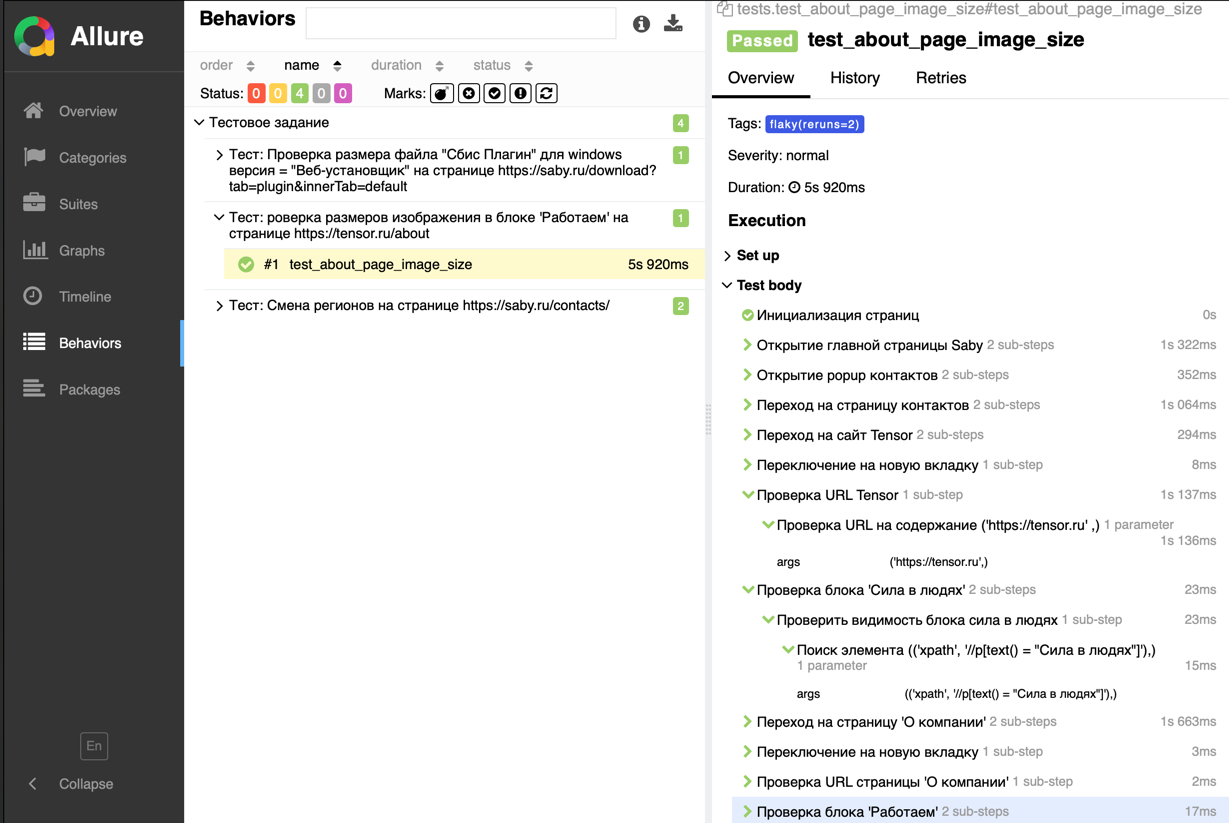 Allure
Overview
Categories
Suites
Graphs
Timeline
Behaviors
Packages
En
Collapse
Behaviors
order name duration status
Status: 0 0 4 0 0 Marks:
Тестовое задание 4
Тест: Проверка размера файла "Сбис Плагин" для windows 1
версия = "Веб-установщик" на странице https://saby.ru/download?
tab=plugin&innerTab=default
Тест: роверка размеров изображения в блоке 'Работаем' на 1
странице https://tensor.ru/about
#1 test_about_page_image_size 5s 920ms
Тест: Смена регионов на странице https://saby.ru/contacts/ 2
tests.test_about_page_image_size#test_about_page_image_size
Passed test_about_page_image_size
Overview History Retries
Tags: flaky(reruns=2)
Severity: normal
Duration: 5s 920ms
Execution
Set up
Test body
Инициализация страниц 0s
Открытие главной страницы Saby 2 sub-steps 1s 322ms
Открытие popup контактов 2 sub-steps 352ms
Переход на страницу контактов 2 sub-steps 1s 064ms
Переход на сайт Tensor 2 sub-steps 294ms
Переключение на новую вкладку 1 sub-step 8ms
Проверка URL Tensor 1 sub-step 1s 137ms
Проверка URL на содержание ('https://tensor.ru' ,) 1 parameter
1s 136ms
args ('https://tensor.ru',)
Проверка блока 'Сила в людях' 2 sub-steps 23ms
Проверить видимость блока сила в людях 1 sub-step 23ms
Поиск элемента (('xpath', '//p[text() = "Сила в людях"]'),)
1 parameter 15ms
args (('xpath', '//p[text() = "Сила в людях"]'),)
Переход на страницу 'О компании' 2 sub-steps 1s 663ms
Переключение на новую вкладку 1 sub-step 3ms
Проверка URL страницы 'О компании' 1 sub-step 2ms
Проверка блока 'Работаем' 2 sub-steps 17ms